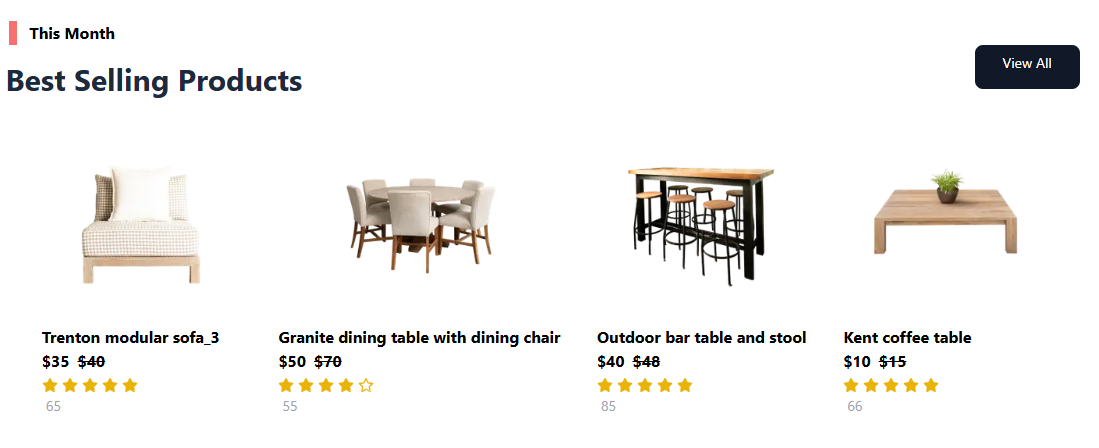 This Month
Best Selling Products
View All
Trenton modular sofa_3
$35 $40
65
Granite dining table with dining chair
$50 $70
55
Outdoor bar table and stool
$40 $48
85
Kent coffee table
$10 $15
66